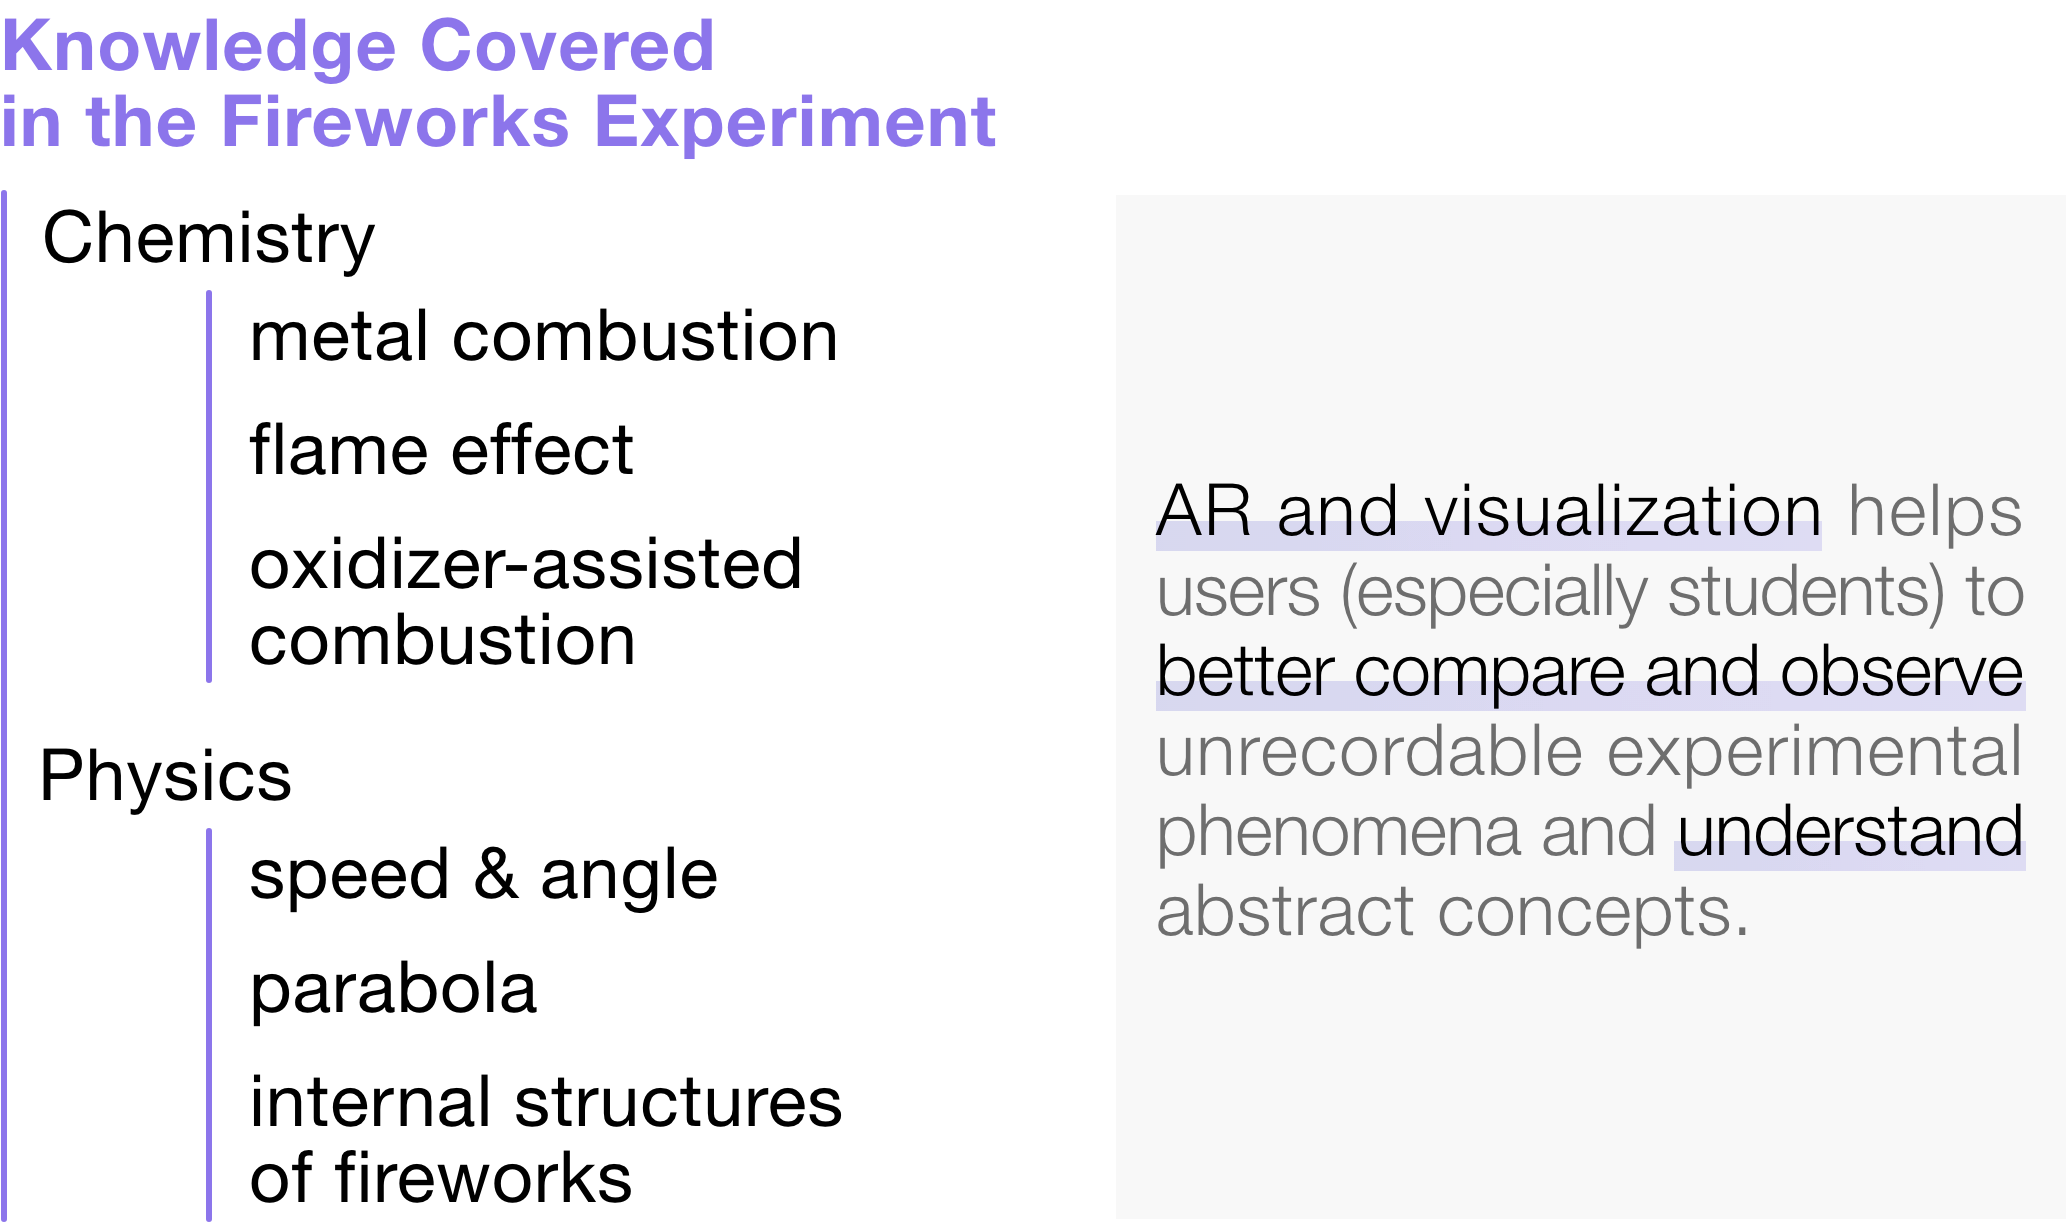 Knowledge Covered
in the Fireworks Experiment
Chemistry
metal combustion
flame effect
oxidizer-assisted
combustion
Physics
speed & angle
parabola
internal structures
of fireworks
AR and visualization helps
users (especially students) to
better compare and observe
unrecordable experimental
phenomena and understand
abstract concepts.